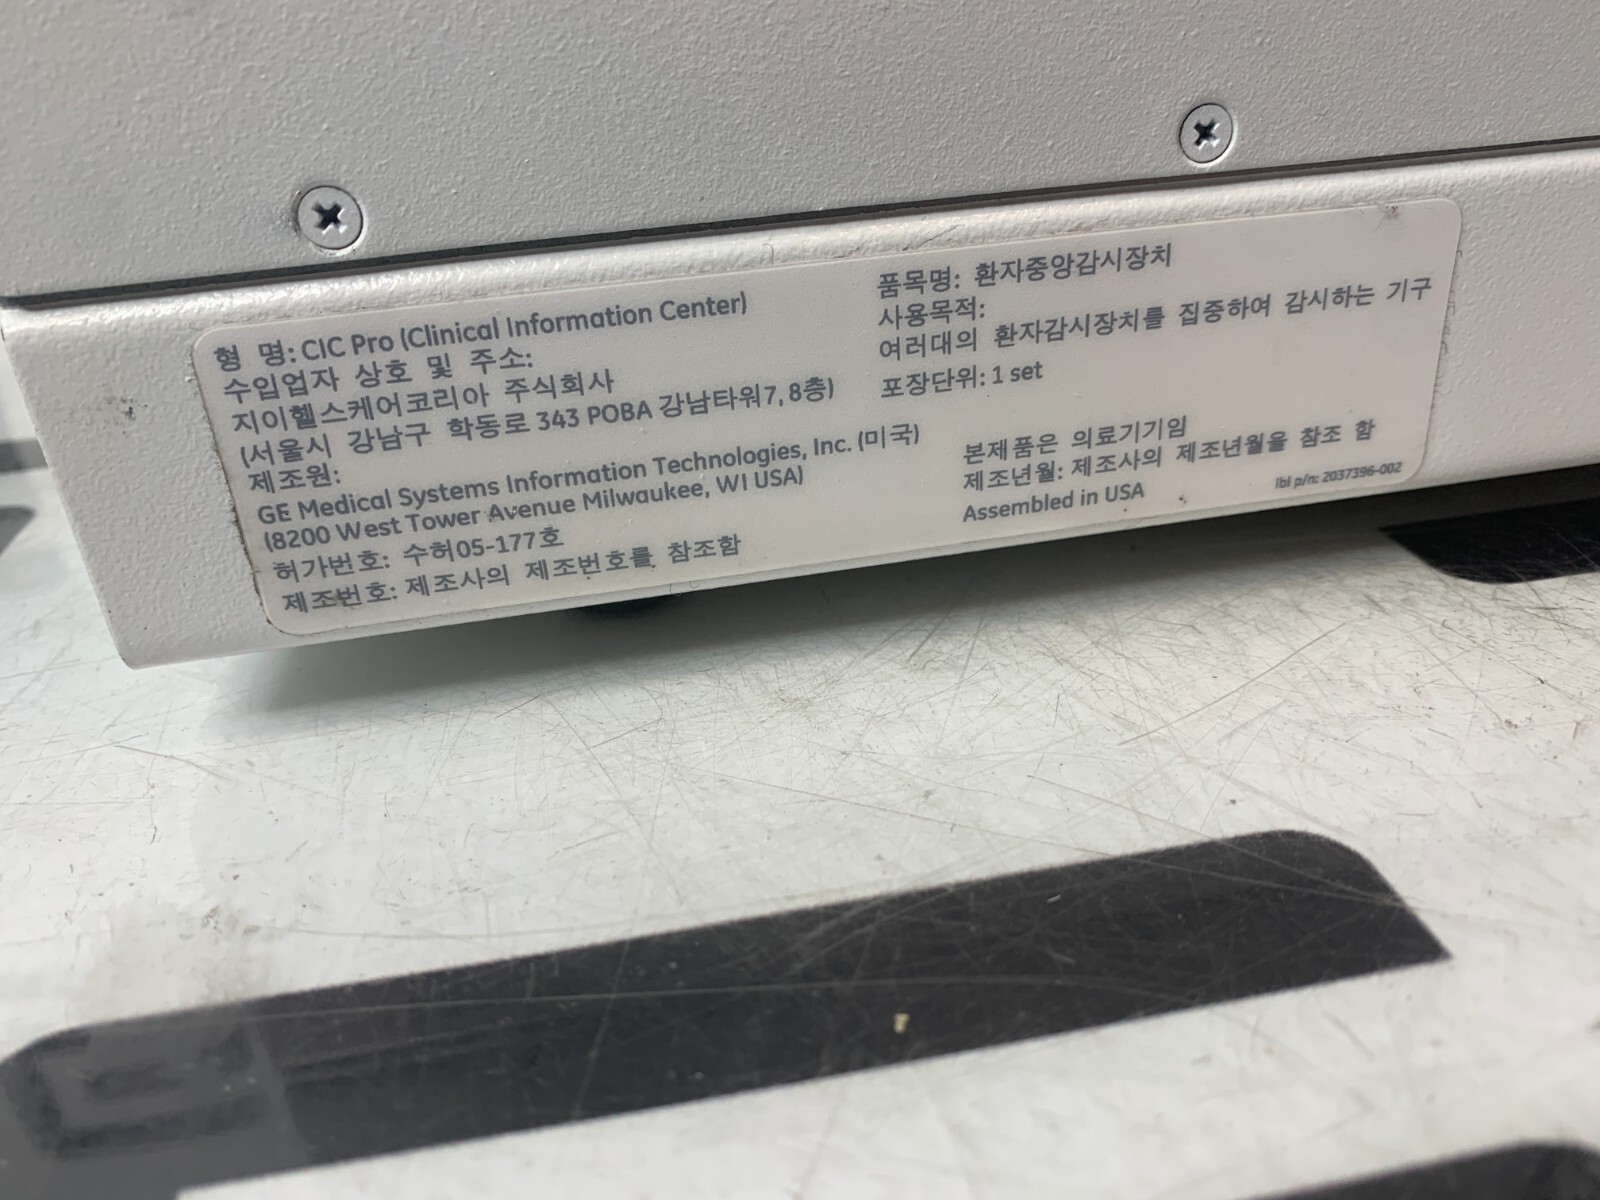 형 명: CIC Pro (Clinical Information Center)
수입업자 상호 및 주소:
지이헬스케어코리아 주식회사
(서울시 강남구 학동로 343 POBA 강남타워7, 8층)
제조원:
GE Medical Systems Information Technologies, Inc. (미국)
(8200 West Tower Avenue Milwaukee, WI USA)
허가번호: 수허05-177호
제조번호: 제조사의 제조번호를 참조함
품목명: 환자중앙감시장치
사용목적:
여러대의 환자감시장치를 집중하여 감시하는 기구
포장단위: 1 set
본제품은 의료기기임
제조년월: 제조사의 제조년월을 참조 함
Assembled in USA
lbl p/n: 2037396-002